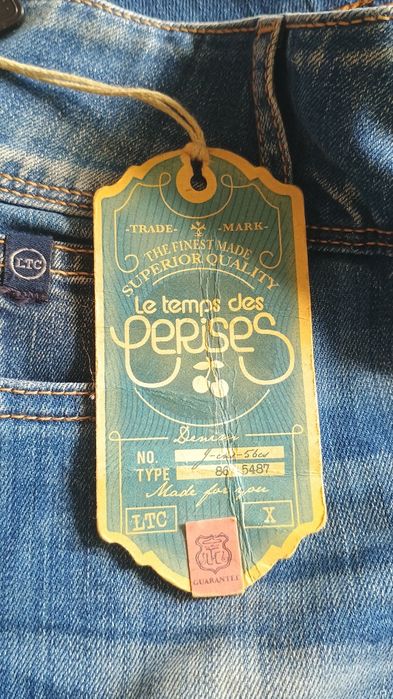 -TRADE- -MARK-
THE FINEST MADE
SUPERIOR QUALITY
Le temps des
Cerises
LTC
Denim
NO.
TYPE 86 5487
Made for you
LTC X
GUARANTEE